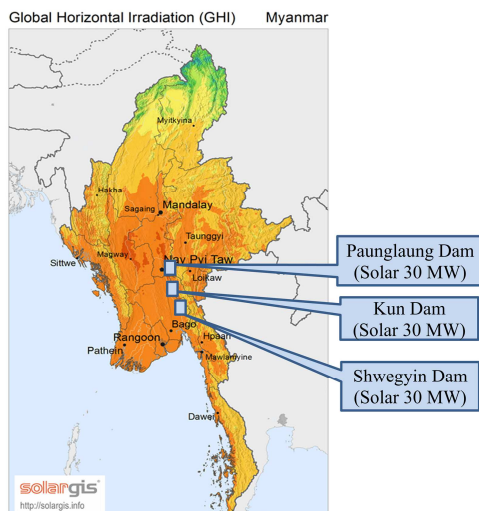 Global Horizontal Irradiation (GHI) Myanmar
Myitkyina
Hakha
Sagaing
Mandalay
Taunggyi
Magway
Nay Pyi Taw
Sittwe
Loikaw
Bago
Rangoon
Hpaan
Pathein
Mawlamyine
Dawei
Paunglaung Dam
(Solar 30 MW)
Kun Dam
(Solar 30 MW)
Shwegyin Dam
(Solar 30 MW)
solargis
http://solargis.info